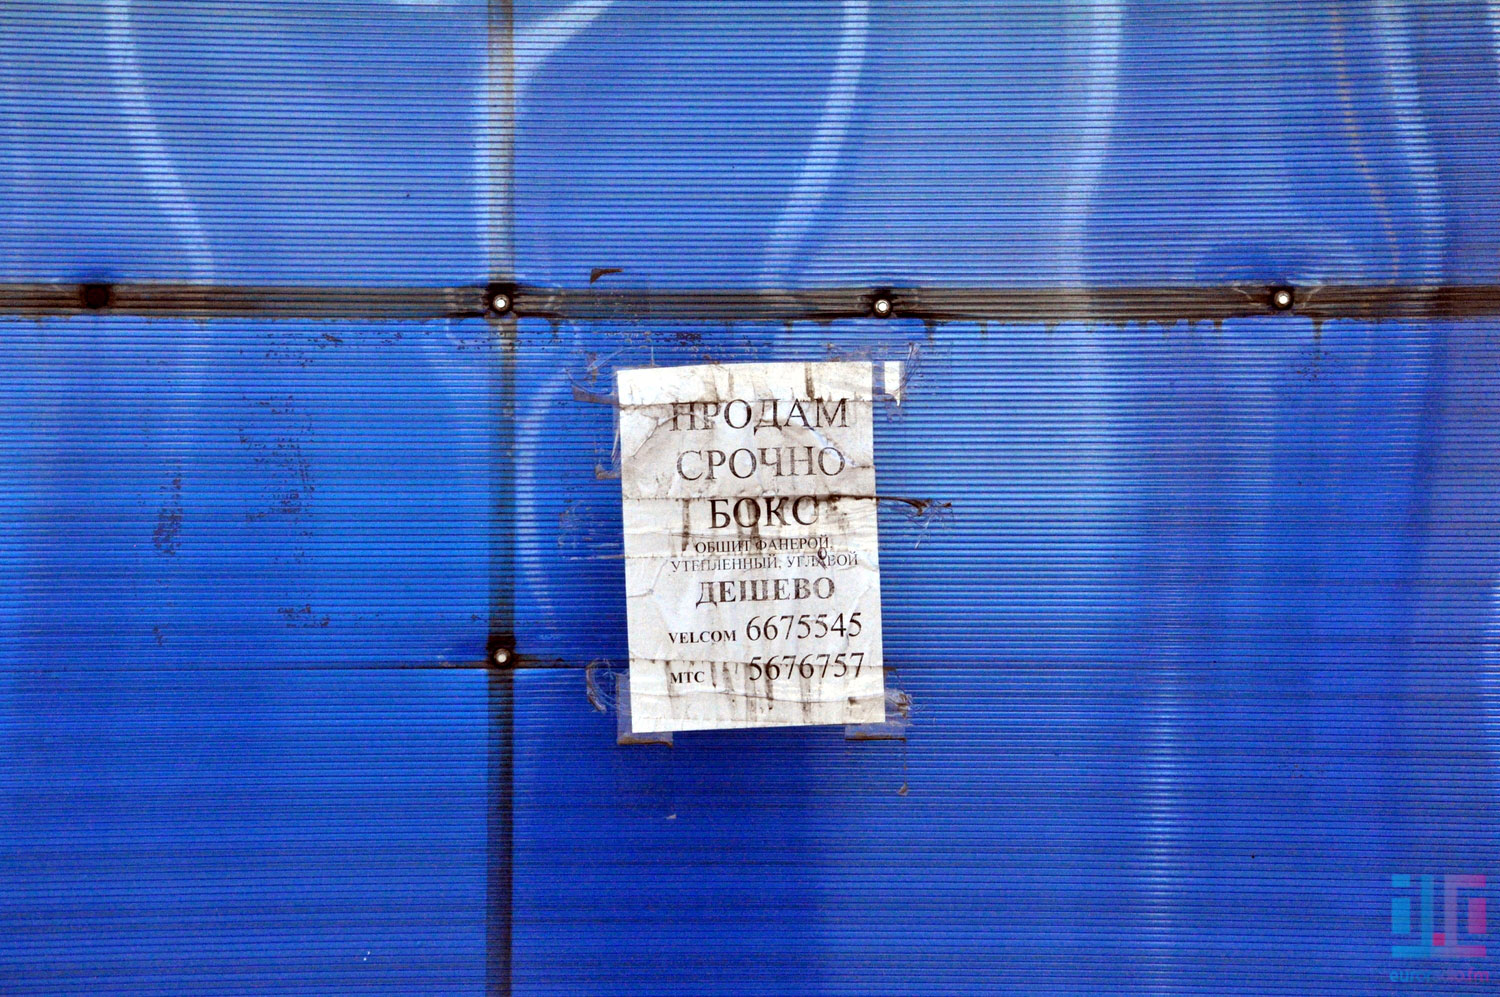 ПРОДАМ
СРОЧНО
БОКС
ОБШИТ ФАНЕРОЙ,
УТЕПЛЕННЫЙ, УГЛОВОЙ
ДЕШЕВО
VELCOM 6675545
МТС 5676757